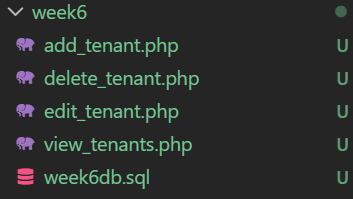 week6
add_tenant.php U
delete_tenant.php U
edit_tenant.php U
view_tenants.php U
week6db.sql U